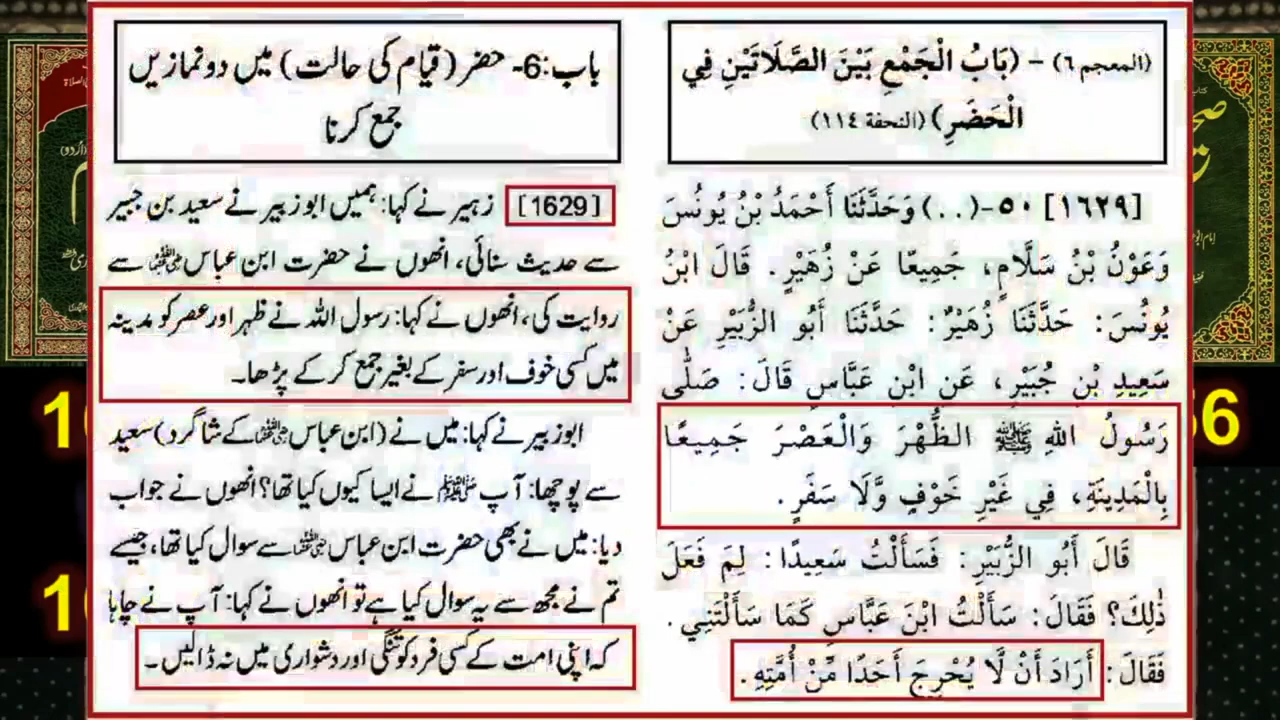 (المعجم ٦) - (بَابُ الْجَمْعِ بَيْنَ الصَّلَاتَيْنِ فِي
الْحَضَرِ) (التحفة ١١٤)
[١٦٢٩] ٥٠-(..) وَحَدَّثَنَا أَحْمَدُ بْنُ يُونُسَ
وَعَوْنُ بْنُ سَلَّامٍ، جَمِيعًا عَنْ زُهَيْرٍ. قَالَ ابْنُ
يُونُسَ: حَدَّثَنَا زُهَيْرٌ: حَدَّثَنَا أَبُو الزُّبَيْرِ عَنْ
سَعِيدِ بْنِ جُبَيْرٍ، عَنِ ابْنِ عَبَّاسٍ قَالَ: صَلَّى
رَسُولُ اللهِ ﷺ الظُّهْرَ وَالْعَصْرَ جَمِيعًا
بِالْمَدِينَةِ، فِي غَيْرِ خَوْفٍ وَّلَا سَفَرٍ.
قَالَ أَبُو الزُّبَيْرِ: فَسَأَلْتُ سَعِيدًا: لِمَ فَعَلَ
ذٰلِكَ؟ فَقَالَ: سَأَلْتُ ابْنَ عَبَّاسٍ كَمَا سَأَلْتَنِي.
فَقَالَ: أَرَادَ أَنْ لَّا يُحْرِجَ أَحَدًا مِّنْ أُمَّتِهِ.
باب:6- حضر (قیام کی حالت) میں دو نمازیں
جمع کرنا
[1629] زہیر نے کہا: ہمیں ابوزبیر نے سعید بن جبیر
سے حدیث سنائی، انھوں نے حضرت ابن عباس ؓ سے
روایت کی، انھوں نے کہا: رسول اللہ نے ظہر اور عصر کو مدینہ
میں کسی خوف اور سفر کے بغیر جمع کر کے پڑھا۔
ابوزبیر نے کہا: میں نے (ابن عباس ؓ کے شاگرد) سعید
سے پوچھا: آپ ﷺ نے ایسا کیوں کیا تھا؟ انھوں نے جواب
دیا: میں نے بھی حضرت ابن عباس ؓ سے سوال کیا تھا، جیسے
تم نے مجھ سے یہ سوال کیا ہے تو انھوں نے کہا: آپ نے چاہا
کہ اپنی امت کے کسی فرد کو تنگی اور دشواری میں نہ ڈالیں۔